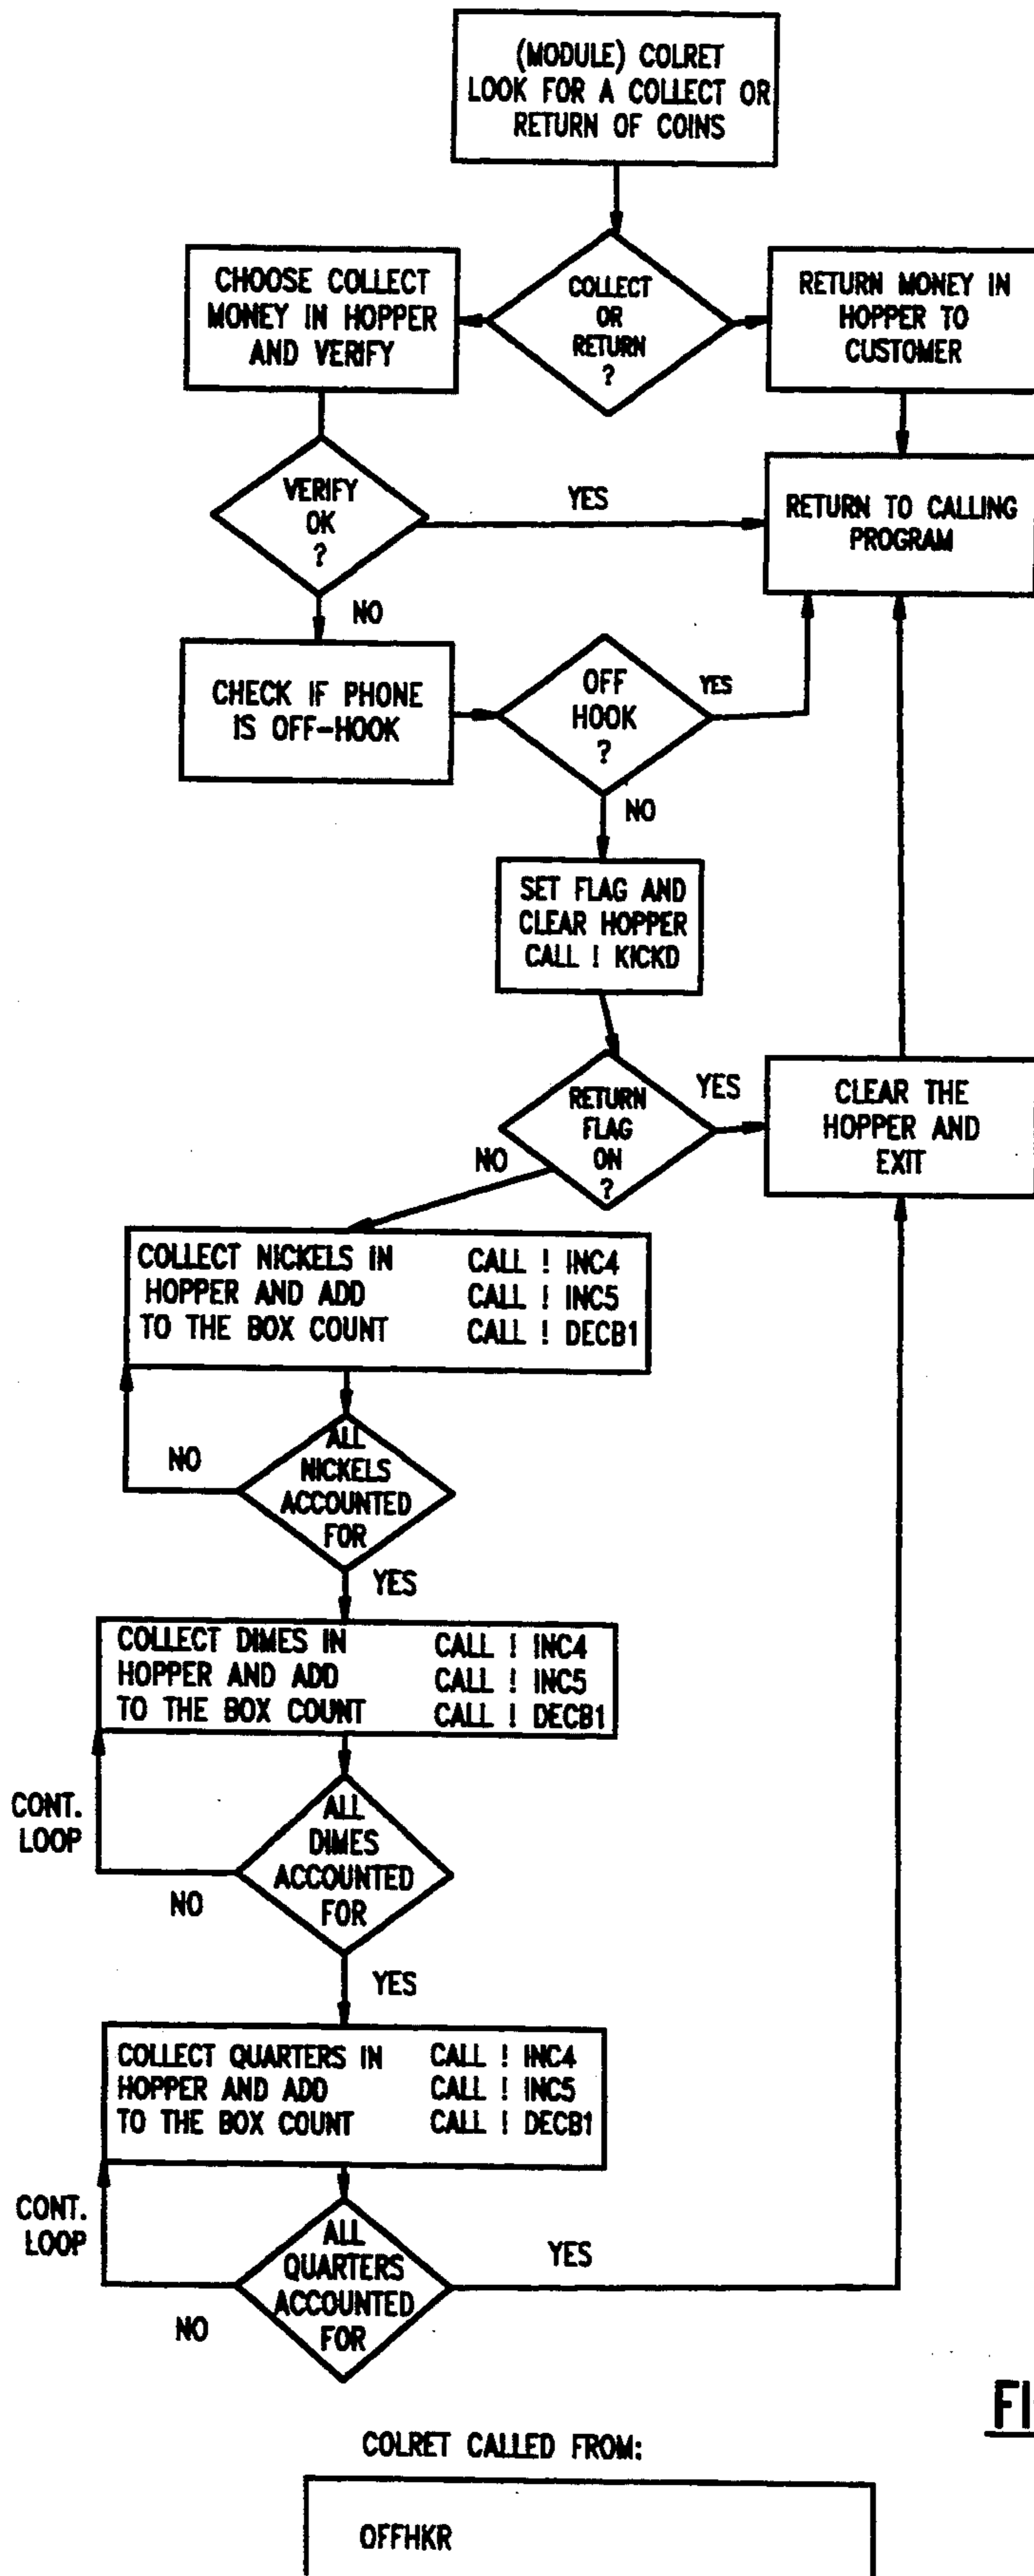 (MODULE) COLRET
LOOK FOR A COLLECT OR
RETURN OF COINS
CHOOSE COLLECT
MONEY IN HOPPER
AND VERIFY
COLLECT
OR
RETURN
?
RETURN MONEY IN
HOPPER TO
CUSTOMER
VERIFY
OK
?
YES
RETURN TO CALLING
PROGRAM
NO
CHECK IF PHONE
IS OFF-HOOK
OFF
HOOK
?
YES
NO
SET FLAG AND
CLEAR HOPPER
CALL ! KICKD
RETURN
FLAG
ON
?
YES
CLEAR THE
HOPPER AND
EXIT
NO
COLLECT NICKELS IN CALL ! INC4
HOPPER AND ADD CALL ! INC5
TO THE BOX COUNT CALL ! DECB1
ALL
NICKELS
ACCOUNTED
FOR
NO
YES
COLLECT DIMES IN CALL ! INC4
HOPPER AND ADD CALL ! INC5
TO THE BOX COUNT CALL ! DECB1
CONT.
LOOP
ALL
DIMES
ACCOUNTED
FOR
NO
YES
COLLECT QUARTERS IN CALL ! INC4
HOPPER AND ADD CALL ! INC5
TO THE BOX COUNT CALL ! DECB1
CONT.
LOOP
ALL
QUARTERS
ACCOUNTED
FOR
YES
NO
FI
COLRET CALLED FROM:
OFFHKR